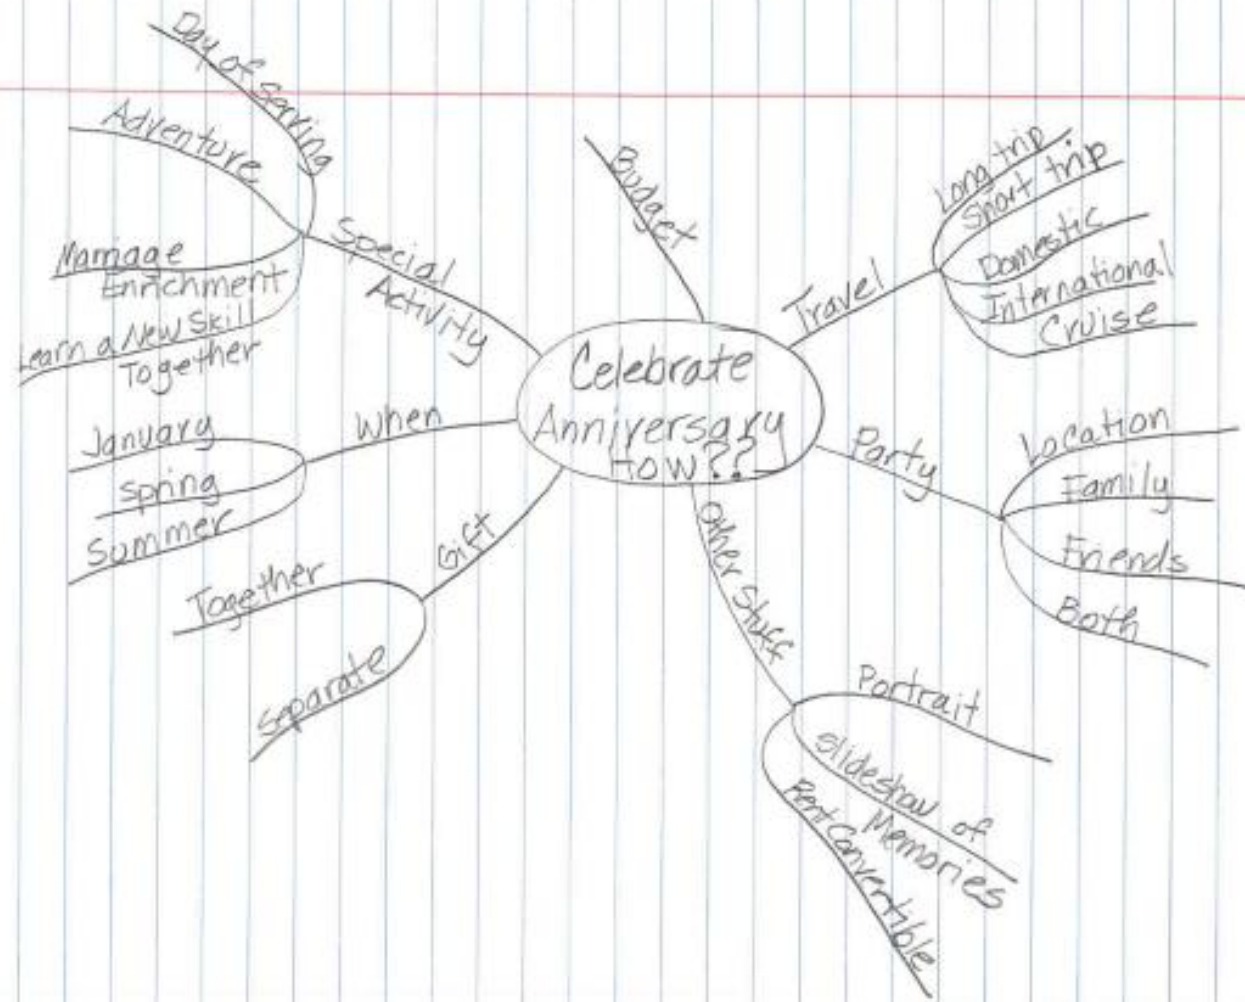 Celebrate
Anniversary
How??
Budget
Travel
Long trip
Short trip
Domestic
International
Cruise
Party
Location
Family
Friends
Both
Other Stuff
Portrait
Slideshow of
Memories
Rent Convertible
Gift
Together
Separate
When
January
Spring
Summer
Special
Activity
Day of Serving
Adventure
Marriage
Enrichment
Learn a New Skill
Together